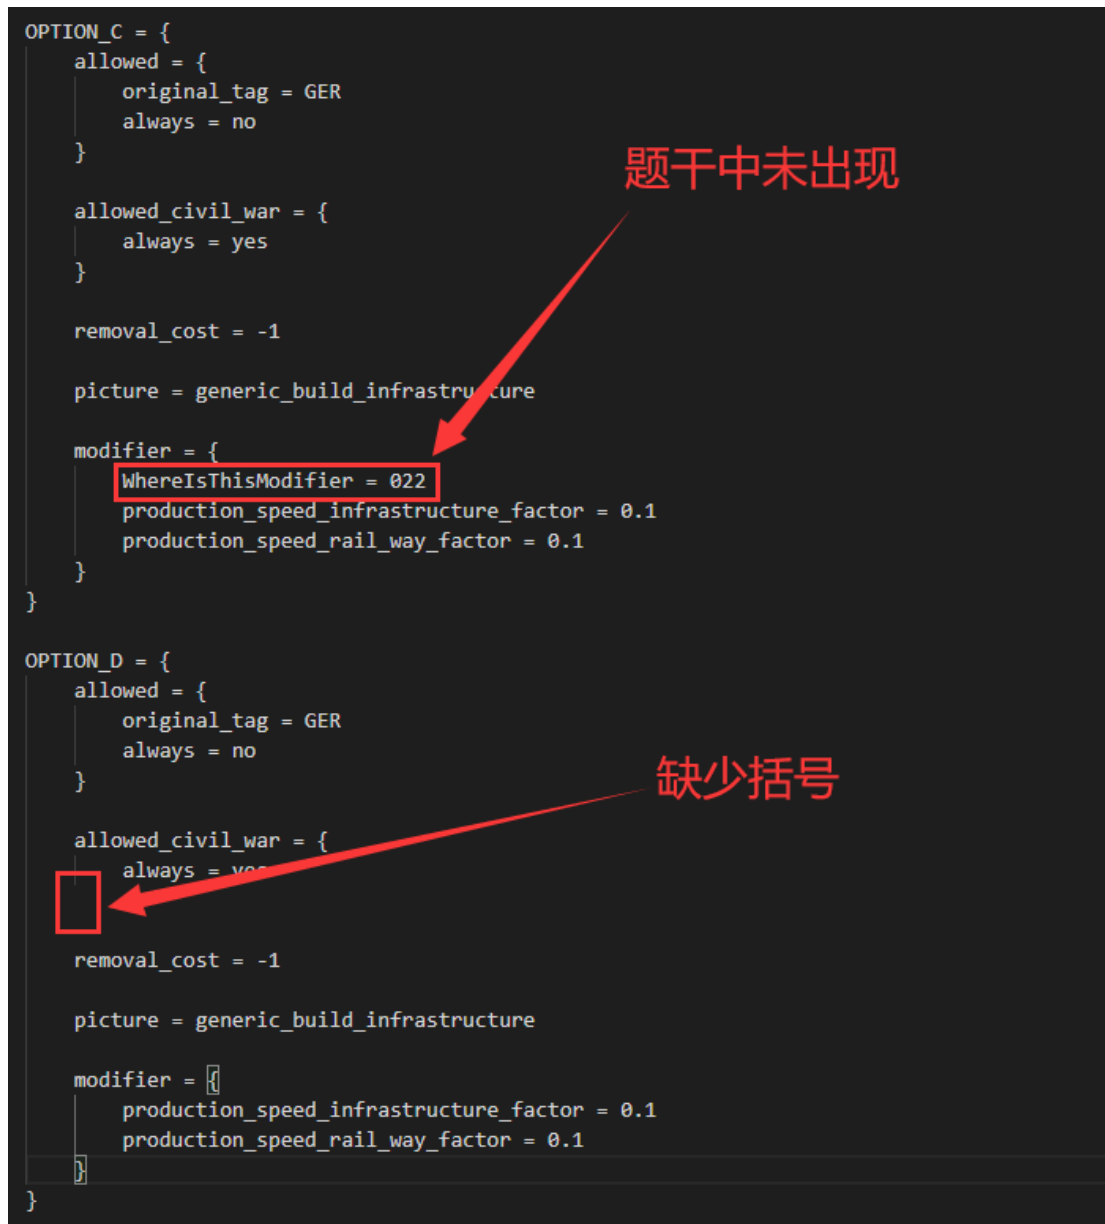 OPTION_C = {
allowed = {
original_tag = GER
always = no
}
题干中未出现
allowed_civil_war = {
always = yes
}
removal_cost = -1
picture = generic_build_infrastructure
modifier = {
WhereIsThisModifier = 022
production_speed_infrastructure_factor = 0.1
production_speed_rail_way_factor = 0.1
}
}
OPTION_D = {
allowed = {
original_tag = GER
always = no
}
缺少括号
allowed_civil_war = {
always = yes
removal_cost = -1
picture = generic_build_infrastructure
modifier = {
production_speed_infrastructure_factor = 0.1
production_speed_rail_way_factor = 0.1
}
}